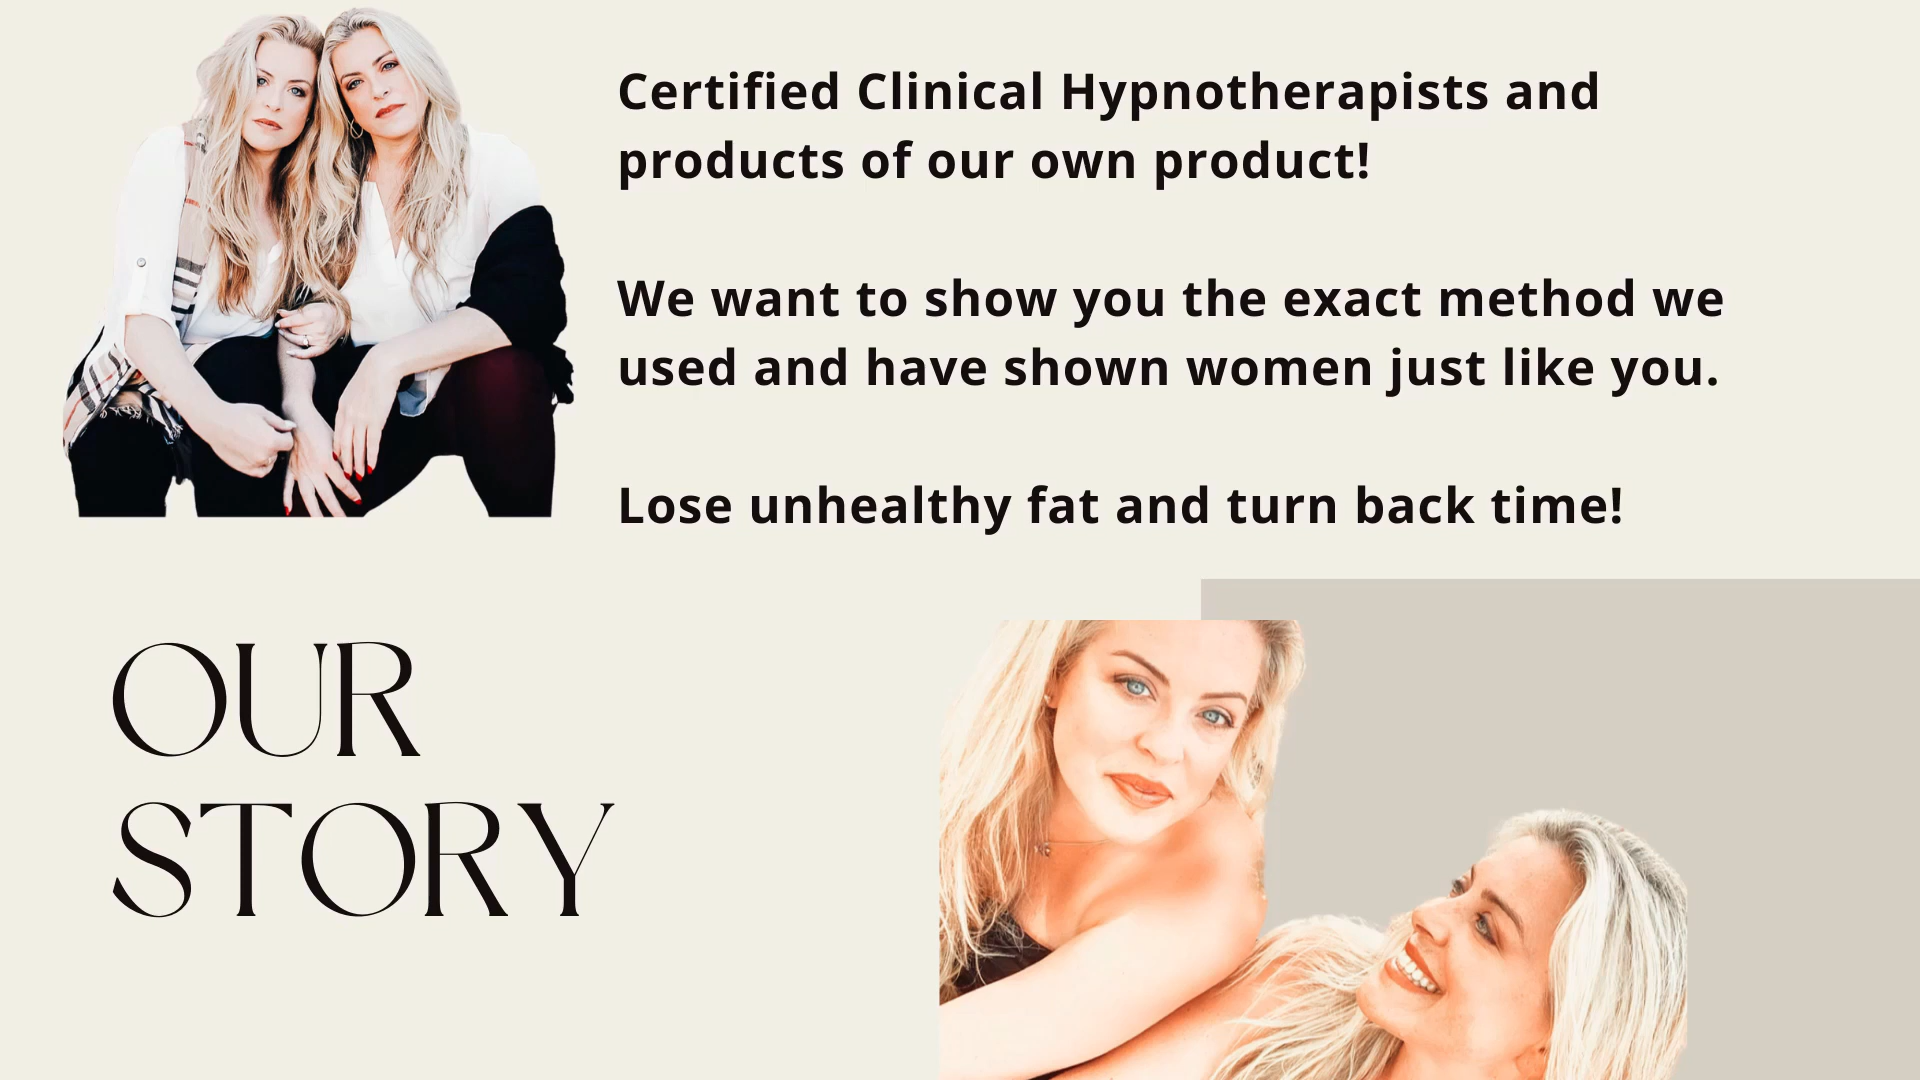 Certified Clinical Hypnotherapists and
products of our own product!
We want to show you the exact method we
used and have shown women just like you.
Lose unhealthy fat and turn back time!
OUR
STORY